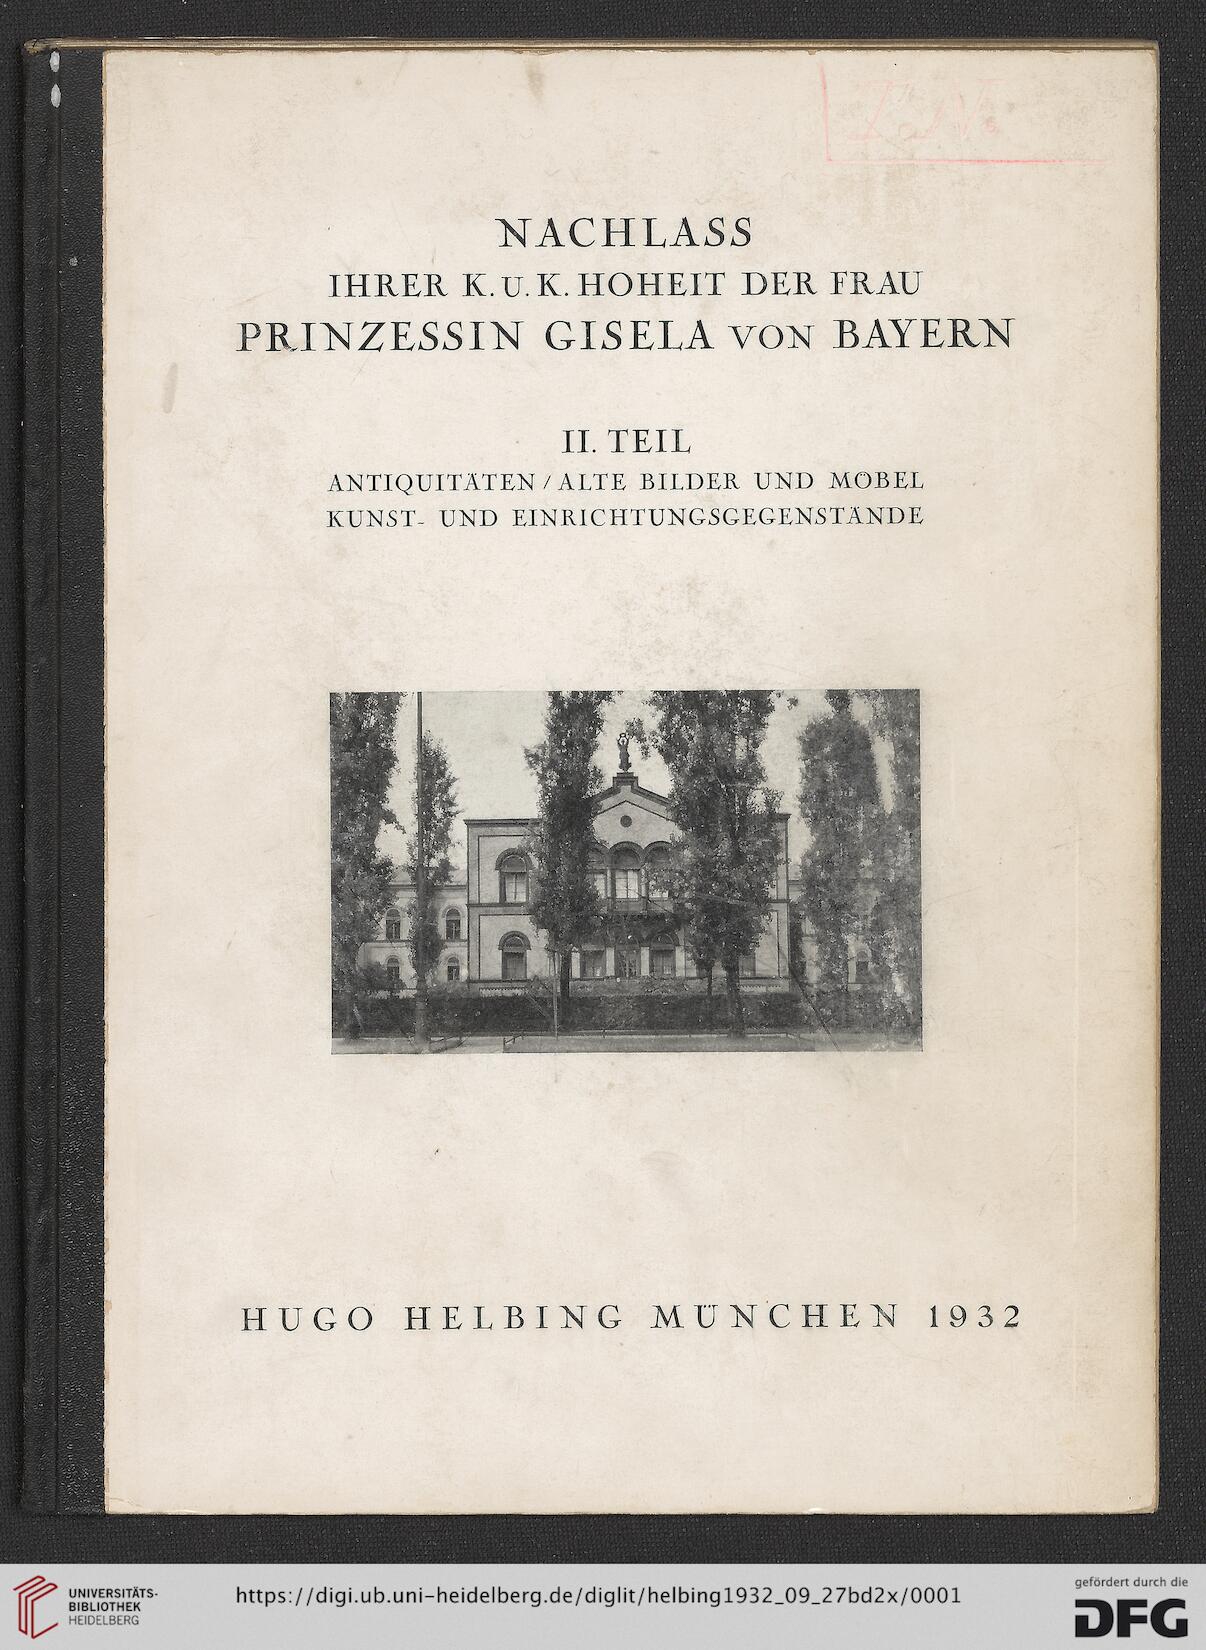 NACHLASS
IHRER K. U. K. HOHEIT DER FRAU
PRINZESSIN GISELA VON BAYERN
II. TEIL
ANTIQUITÄTEN / ALTE BILDER UND MÖBEL
KUNST- UND EINRICHTUNGSGEGENSTÄNDE
HUGO HELBING MÜNCHEN 1932
UNIVERSITÄTS-
BIBLIOTHEK
HEIDELBERG
https://digi.ub.uni-heidelberg.de/diglit/helbing1932_09_27bd2x/0001
gefördert durch die
DFG